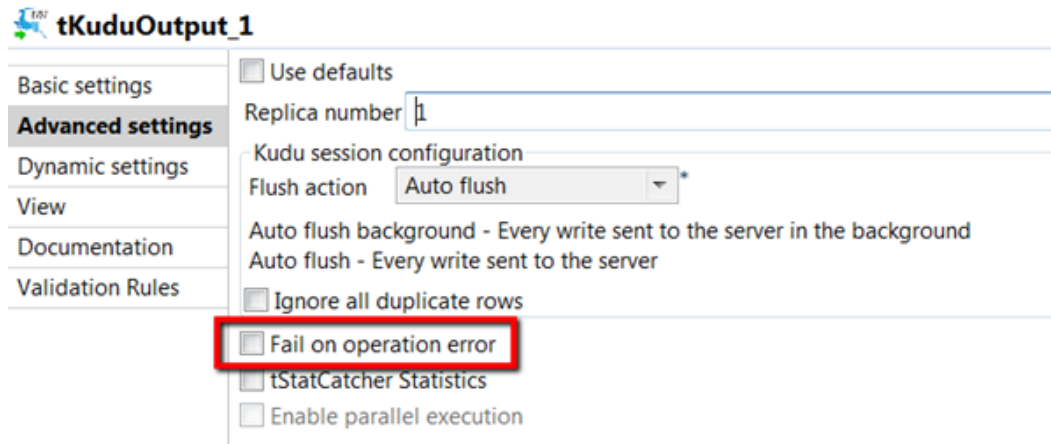 tKuduOutput_1
Basic settings
Advanced settings
Dynamic settings
View
Documentation
Validation Rules
Use defaults
Replica number 1
Kudu session configuration
Flush action Auto flush *
Auto flush background - Every write sent to the server in the background
Auto flush - Every write sent to the server
Ignore all duplicate rows
Fail on operation error
tStatCatcher Statistics
Enable parallel execution